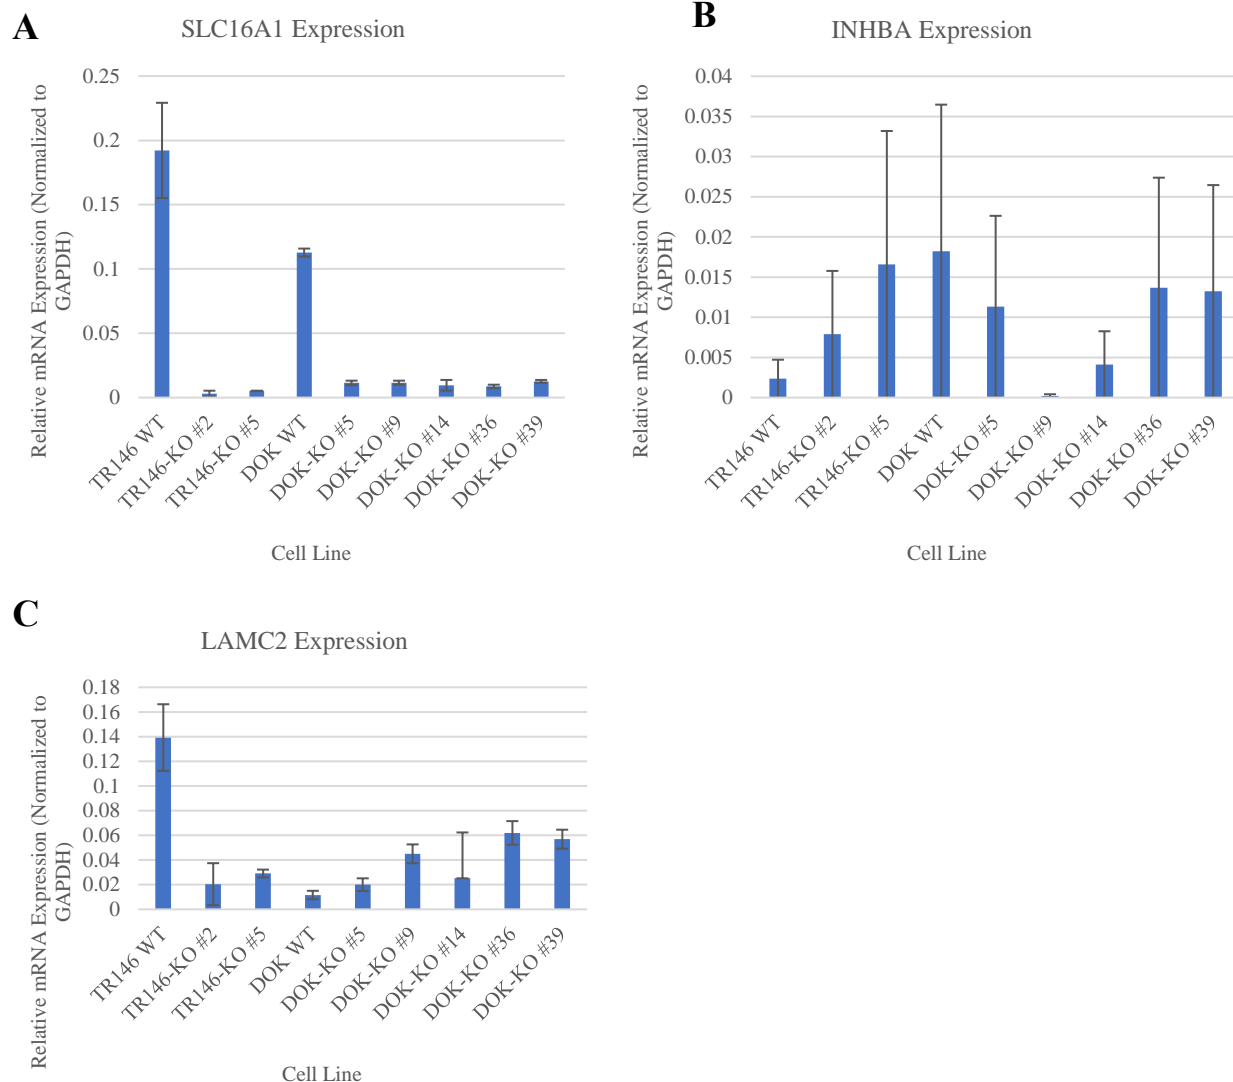 A
SLC16A1 Expression
Relative mRNA Expression (Normalized to
GAPDH)
0.25
0.2
0.15
0.1
0.05
0
TR146 WT
TR146-KO #2
TR146-KO #5
DOK WT
DOK-KO #5
DOK-KO #9
DOK-KO #14
DOK-KO #36
DOK-KO #39
Cell Line
B
INHBA Expression
Relative mRNA Expression (Normalized to
GAPDH)
0.04
0.035
0.03
0.025
0.02
0.015
0.01
0.005
0
TR146 WT
TR146-KO #2
TR146-KO #5
DOK WT
DOK-KO #5
DOK-KO #9
DOK-KO #14
DOK-KO #36
DOK-KO #39
Cell Line
C
LAMC2 Expression
Relative mRNA Expression (Normalized to
GAPDH)
0.18
0.16
0.14
0.12
0.1
0.08
0.06
0.04
0.02
0
TR146 WT
TR146-KO #2
TR146-KO #5
DOK WT
DOK-KO #5
DOK-KO #9
DOK-KO #14
DOK-KO #36
DOK-KO #39
Cell Line